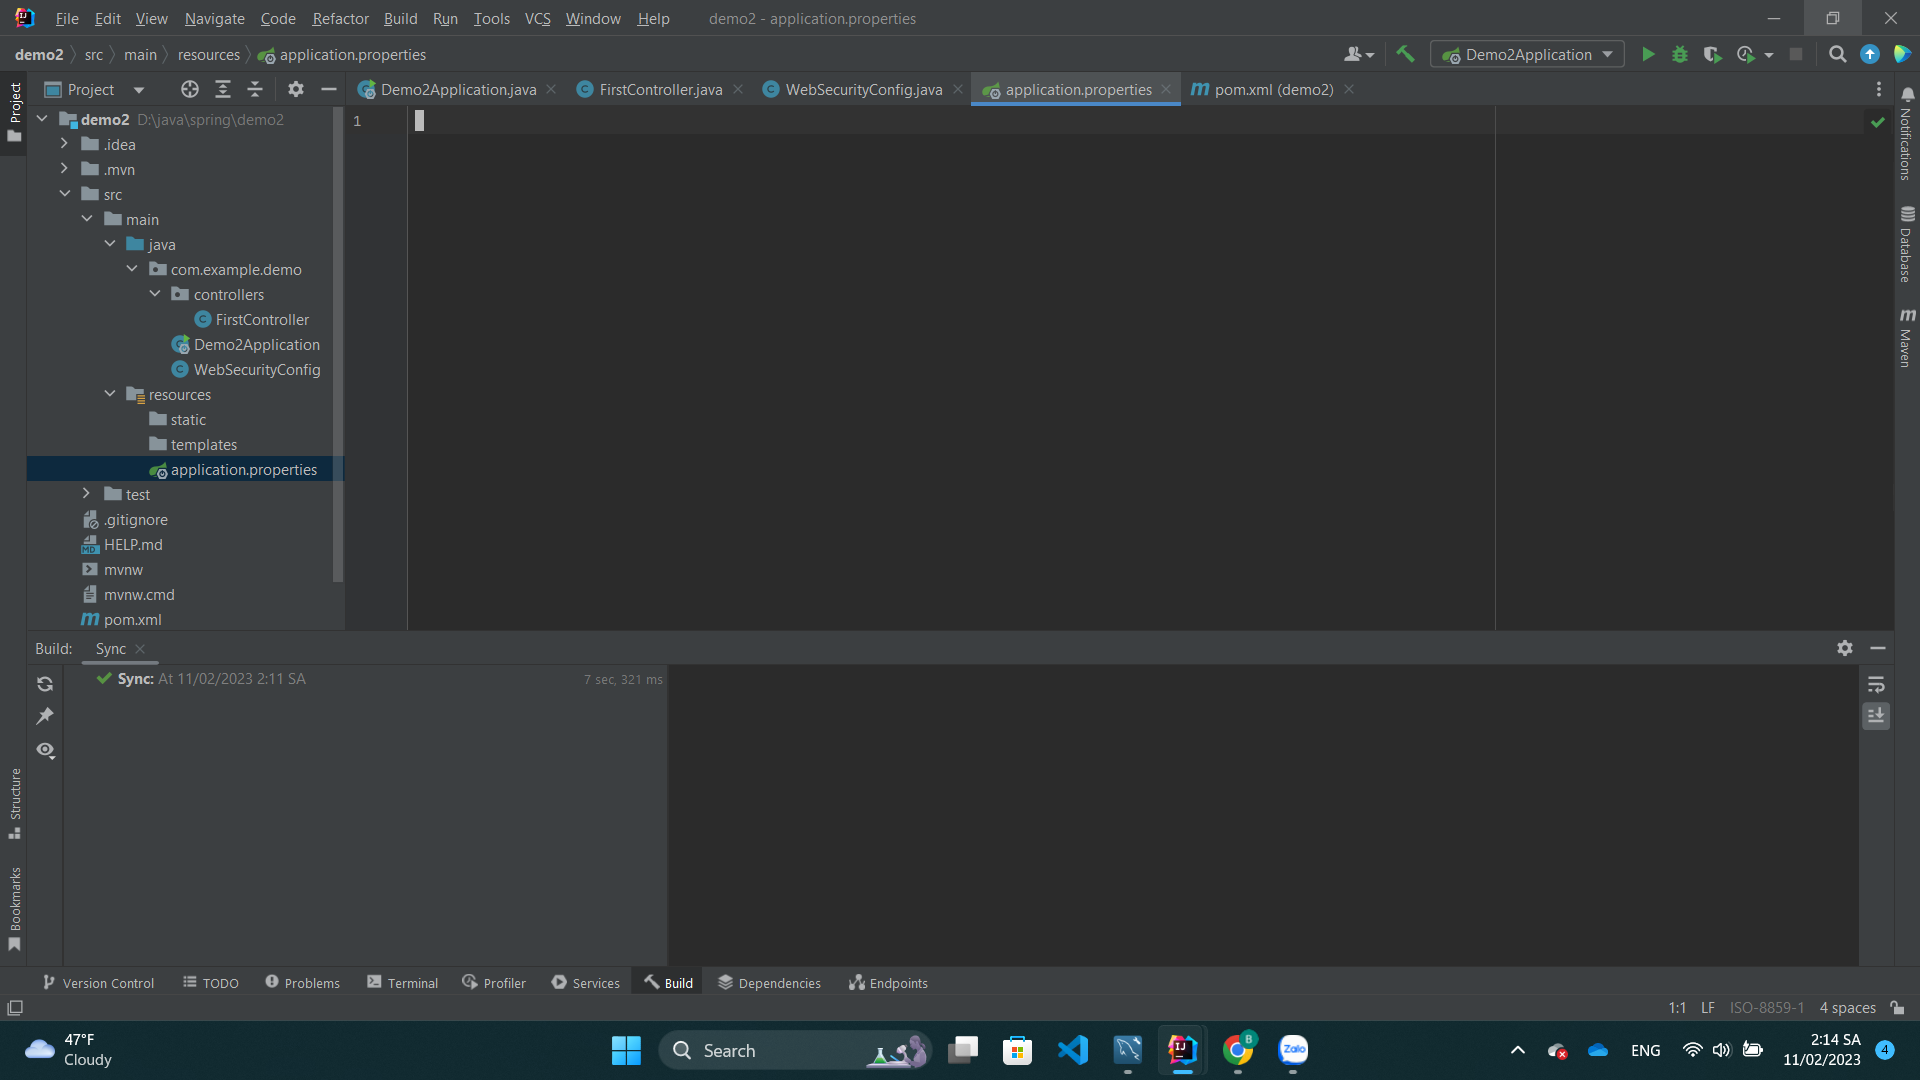 File Edit View Navigate Code Refactor Build Run Tools VCS Window Help demo2 - application.properties
demo2 src main resources application.properties Demo2Application
Project Demo2Application.java FirstController.java WebSecurityConfig.java application.properties pom.xml (demo2)
Project
demo2 D:\java\spring\demo2
.idea
.mvn
src
main
java
com.example.demo
controllers
FirstController
Demo2Application
WebSecurityConfig
resources
static
templates
application.properties
test
.gitignore
HELP.md
mvnw
mvnw.cmd
pom.xml
1
Notifications
Database
Maven
Build: Sync
Sync: At 11/02/2023 2:11 SA 7 sec, 321 ms
Structure
Bookmarks
Version Control TODO Problems Terminal Profiler Services Build Dependencies Endpoints
1:1 LF ISO-8859-1 4 spaces
47°F
Cloudy
Search
Zalo
B
ENG
2:14 SA
11/02/2023
4